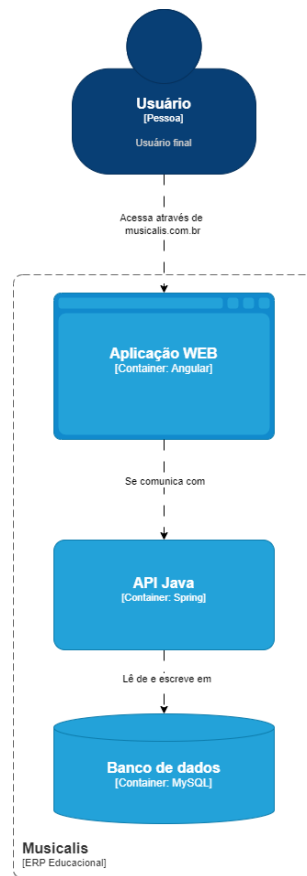 Usuário
[Pessoa]
Usuário final
Acessa através de
musicalis.com.br
Aplicação WEB
[Container: Angular]
Se comunica com
API Java
[Container: Spring]
Lê de e escreve em
Banco de dados
[Container: MySQL]
Musicalis
[ERP Educacional]